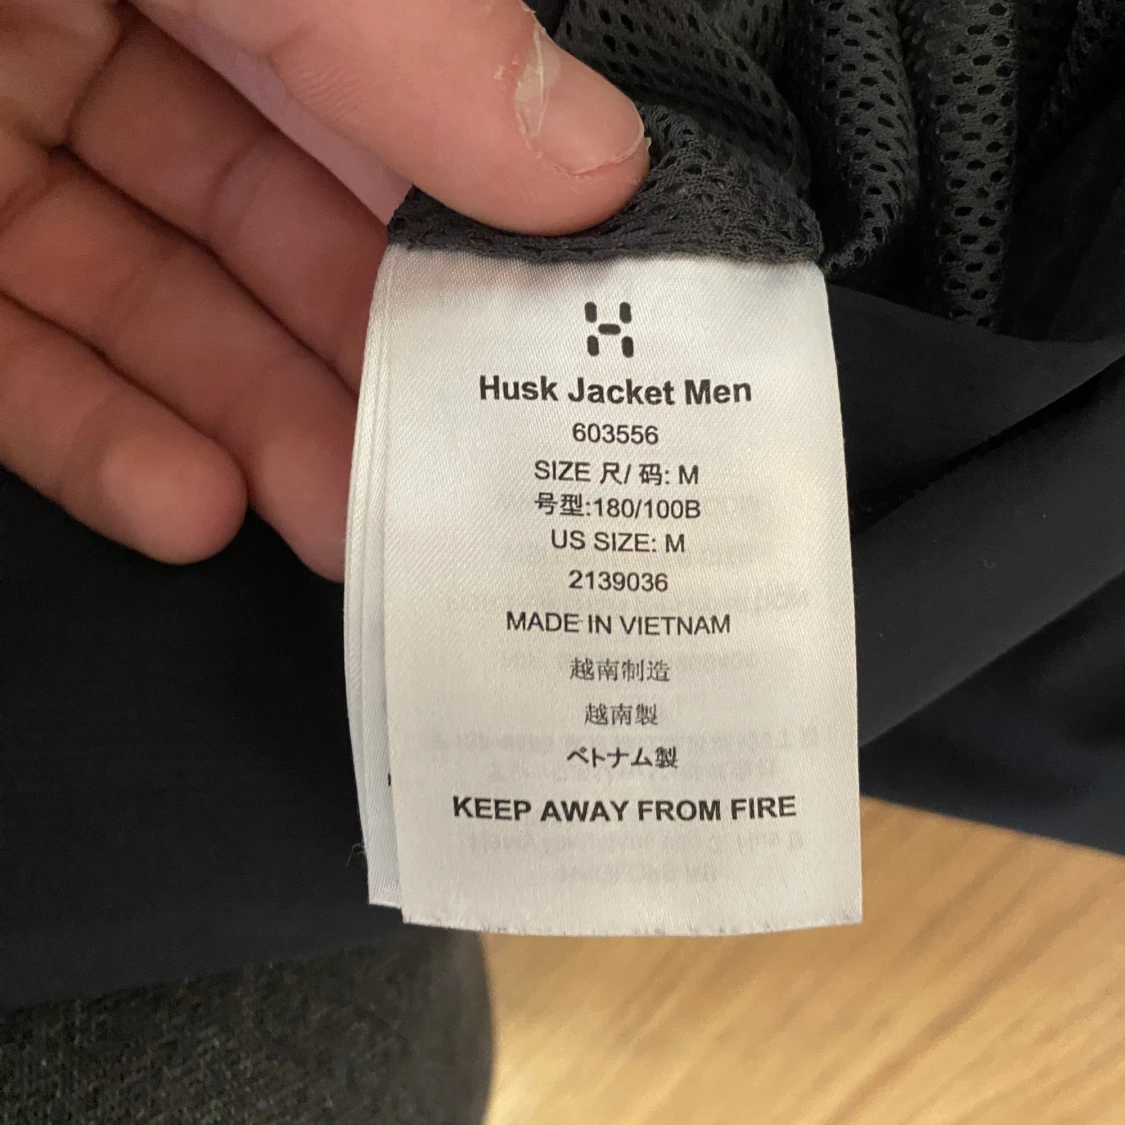 Husk Jacket Men
603556
SIZE 尺/ 码: M
号型:180/100B
US SIZE: M
2139036
MADE IN VIETNAM
越南制造
越南製
ベトナム製
KEEP AWAY FROM FIRE